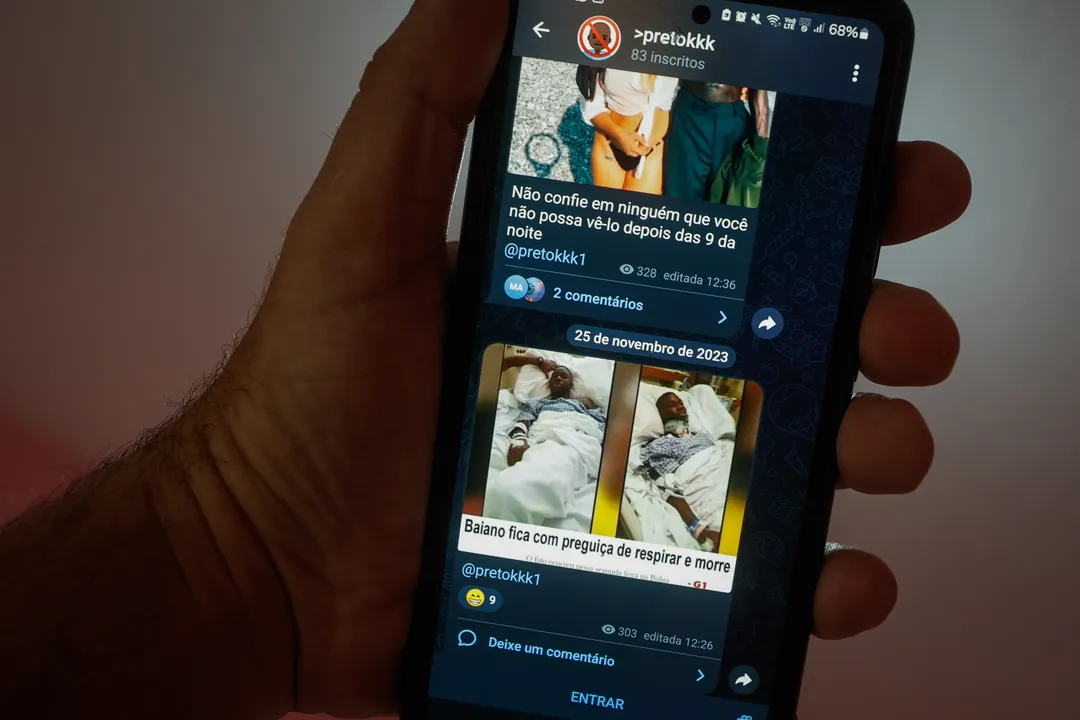 68%
>pretokkk
83 inscritos
Não confie em ninguém que você
não possa vê-lo depois das 9 da
noite
@pretokkk1
328 editada 12:36
MA
2 comentários
25 de novembro de 2023
Baiano fica com preguiça de respirar e morre
O fato ocorreu nessa segunda feira na Bahia
- G1
@pretokkk1
9
303 editada 12:26
Deixe um comentário
ENTRAR